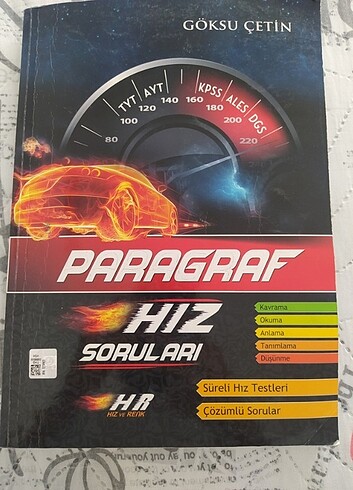 GÖKSU ÇETİN
TYT AYT KPSS ALES DGS
80 100 120 140 160 180 200 220
PARAGRAF
HIZ
SORULARI
Kavrama
Okuma
Anlama
Tanımlama
Düşünme
Süreli Hız Testleri
Çözümlü Sorular
HR
HIZ VE RENK